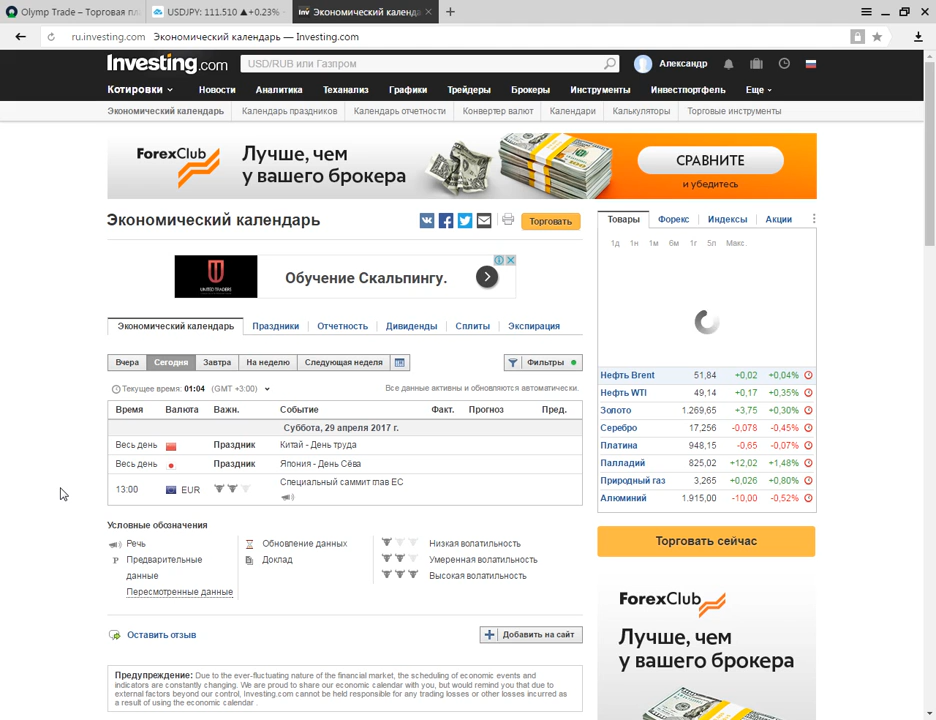 Olymp Trade – Торговая пл
USDJPY: 111.510 ▲+0.23%
Экономический календа
ru.investing.com Экономический календарь — Investing.com
Investing.com
USD/RUB или Газпром
Александр
Котировки Новости Аналитика Теханализ Графики Трейдеры Брокеры Инструменты Инвестпортфель Еще
Экономический календарь Календарь праздников Календарь отчетности Конвертер валют Календари Калькуляторы Торговые инструменты
ForexClub
Лучше, чем
у вашего брокера
СРАВНИТЕ
и убедитесь
Экономический календарь
Торговать
UNITED TRADERS
Обучение Скальпингу.
Экономический календарь Праздники Отчетность Дивиденды Сплиты Экспирация
Вчера Сегодня Завтра На неделю Следующая неделя
Фильтры
Текущее время: 01:04 (GMT +3:00)
Все данные активны и обновляются автоматически.
Время Валюта Важн. Событие Факт. Прогноз Пред.
Суббота, 29 апреля 2017 г.
Весь день Праздник Китай - День труда
Весь день Праздник Япония - День Сёва
13:00 EUR Специальный саммит глав ЕС
Условные обозначения
Речь
P Предварительные
данные
Пересмотренные данные
Обновление данных
Доклад
Низкая волатильность
Умеренная волатильность
Высокая волатильность
Оставить отзыв
Добавить на сайт
Предупреждение: Due to the ever-fluctuating nature of the financial market, the scheduling of economic events and
indicators are constantly changing. We are proud to share our economic calendar with you, but would remind you that due to
external factors beyond our control, Investing.com cannot be held responsible for any trading losses or other losses incurred as
a result of using the economic calendar .
Товары Форекс Индексы Акции
1д 1н 1м 6м 1г 5л Макс.
Нефть Brent 51,84 +0,02 +0,04%
Нефть WTI 49,14 +0,17 +0,35%
Золото 1.269,65 +3,75 +0,30%
Серебро 17,256 -0,078 -0,45%
Платина 948,15 -0,65 -0,07%
Палладий 825,02 +12,02 +1,48%
Природный газ 3,265 +0,026 +0,80%
Алюминий 1.915,00 -10,00 -0,52%
Торговать сейчас
ForexClub
Лучше, чем
у вашего брокера